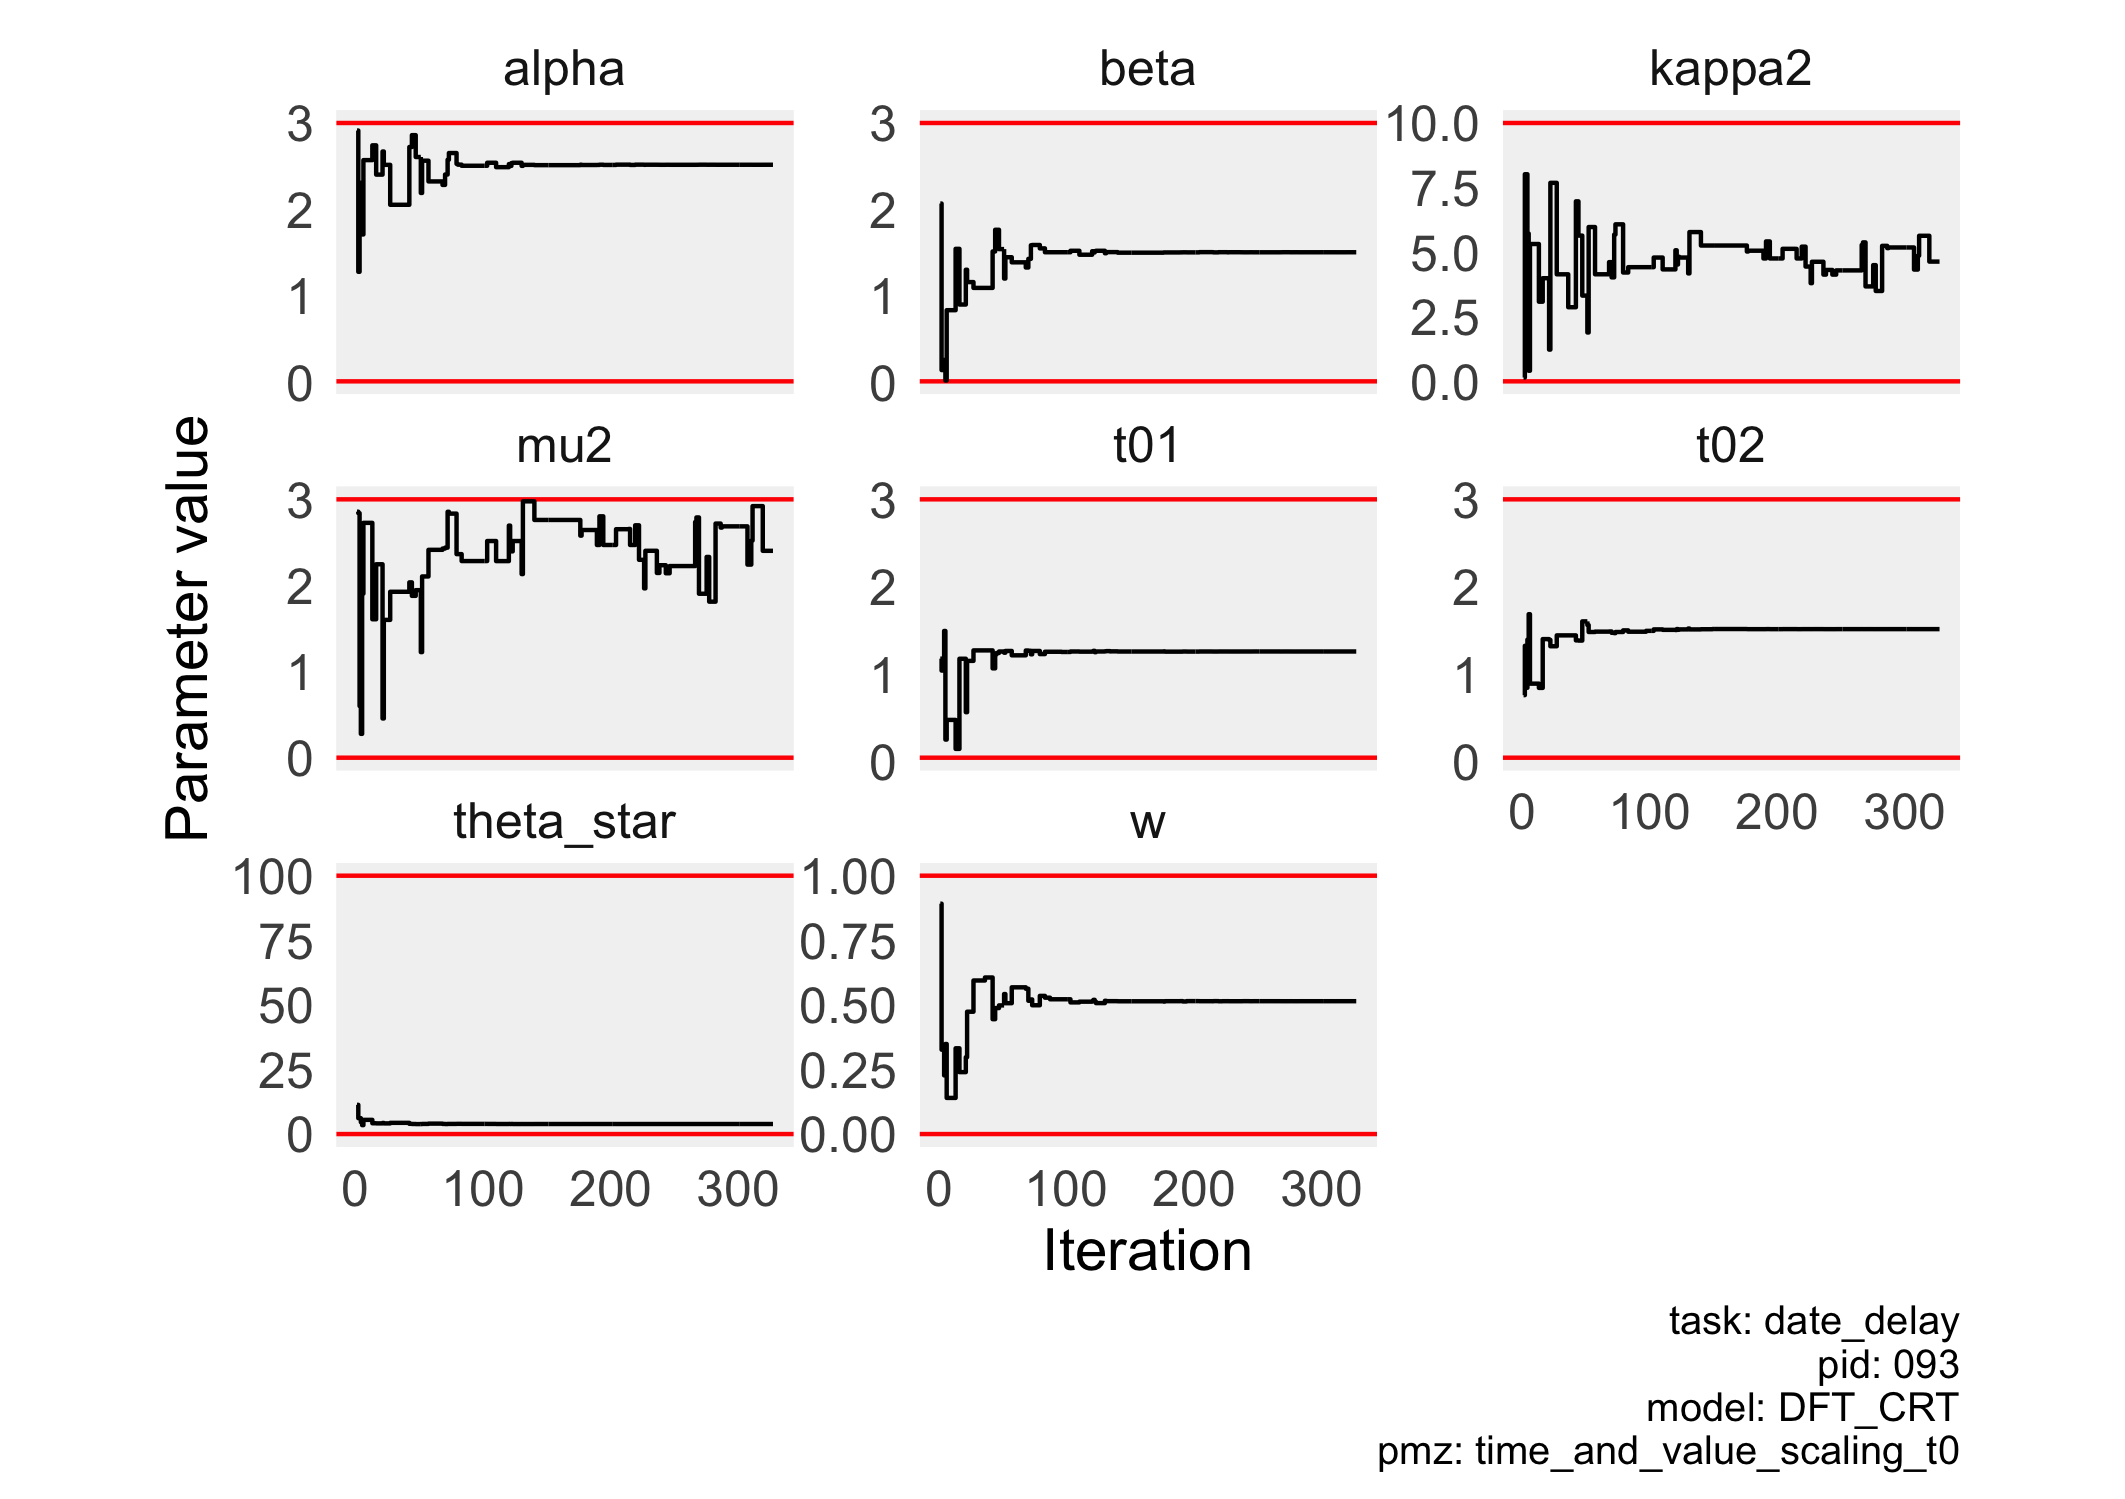 alpha
beta
kappa2
3
2
1
0
3
2
1
0
10.0
7.5
5.0
2.5
0.0
mu2
t01
t02
3
2
1
0
3
2
1
0
3
2
1
0
0 100 200 300
theta_star
w
100
75
50
25
0
1.00
0.75
0.50
0.25
0.00
0 100 200 300
0 100 200 300
Parameter value
Iteration
task: date_delay
pid: 093
model: DFT_CRT
pmz: time_and_value_scaling_t0